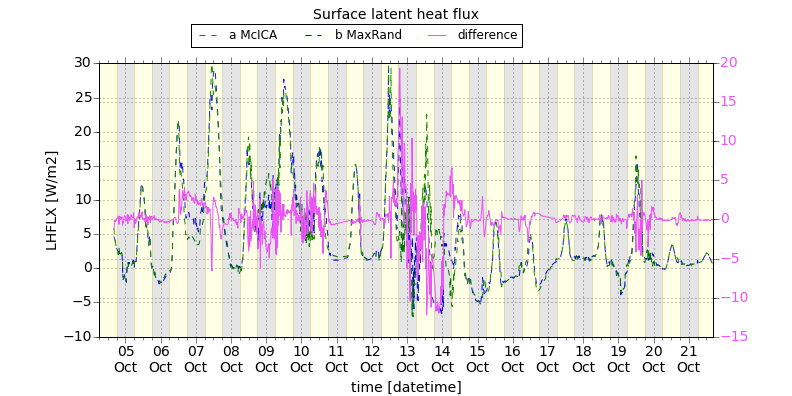 Surface latent heat flux
a McICA b MaxRand difference
30 20
25 15
20 10
15 5
10 0
5 −5
0 −10
−5 −15
−10
LHFLX [W/m2]
05 06 07 08 09 10 11 12 13 14 15 16 17 18 19 20 21
Oct Oct Oct Oct Oct Oct Oct Oct Oct Oct Oct Oct Oct Oct Oct Oct Oct
time [datetime]